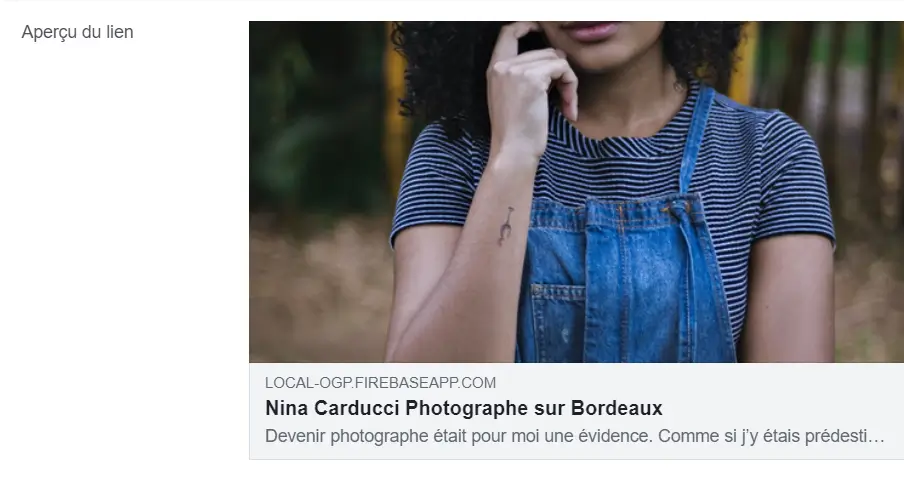 Aperçu du lien
LOCAL-OGP.FIREBASEAPP.COM
Nina Carducci Photographe sur Bordeaux
Devenir photographe était pour moi une évidence. Comme si j’y étais prédesti…